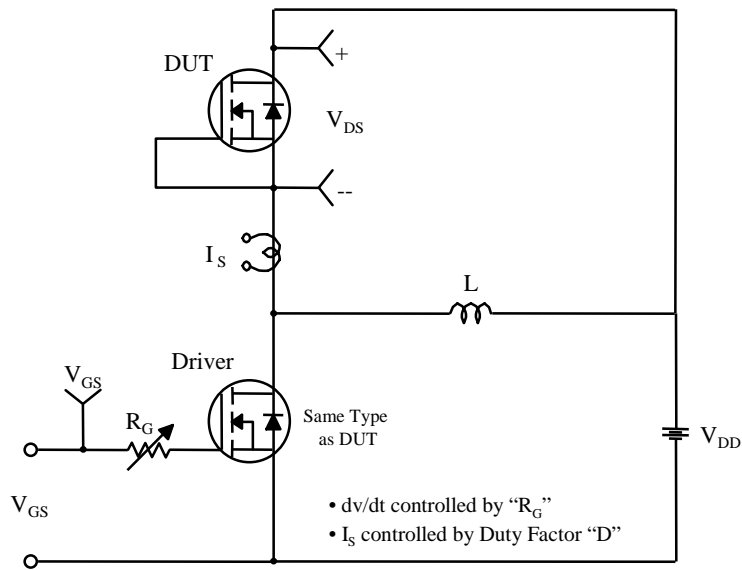 DUT
+
V_DS
--
I_S
L
Driver
V_GS
R_G
Same Type
as DUT
V_DD
V_GS
• dv/dt controlled by “R_G”
• I_S controlled by Duty Factor “D”